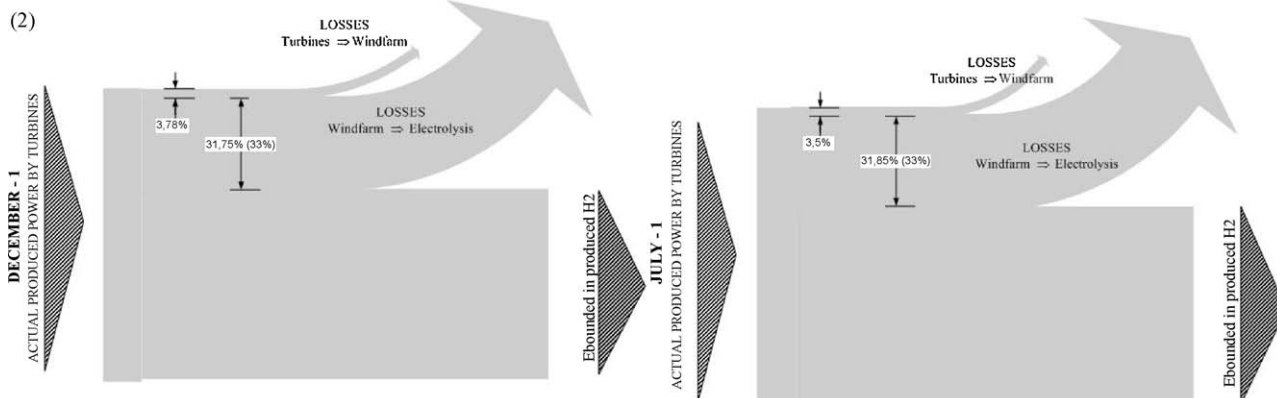 (2)
DECEMBER - 1
ACTUAL PRODUCED POWER BY TURBINES
3,78%
31,75% (33%)
LOSSES
Turbines ⇒ Windfarm
LOSSES
Windfarm ⇒ Electrolysis
Ebounded in produced H2
JULY - 1
ACTUAL PRODUCED POWER BY TURBINES
3,5%
31,85% (33%)
LOSSES
Turbines ⇒ Windfarm
LOSSES
Windfarm ⇒ Electrolysis
Ebounded in produced H2